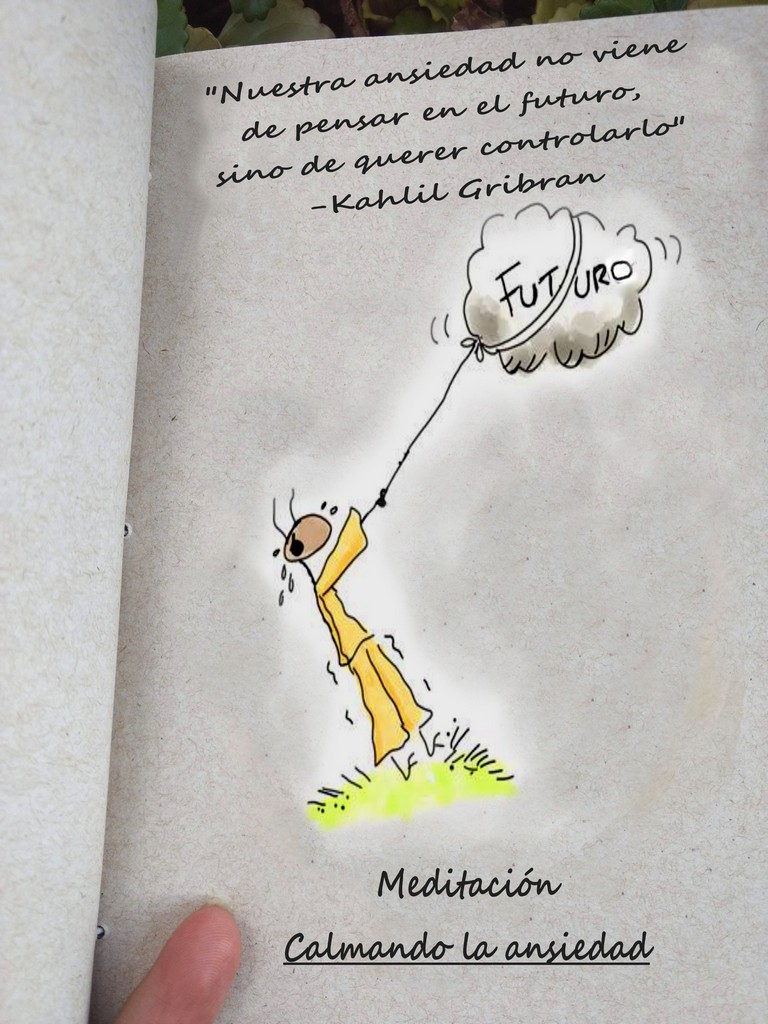 "Nuestra ansiedad no viene
de pensar en el futuro,
sino de querer controlarlo"
-Kahlil Gribran
FUTURO
Meditación
Calmando la ansiedad